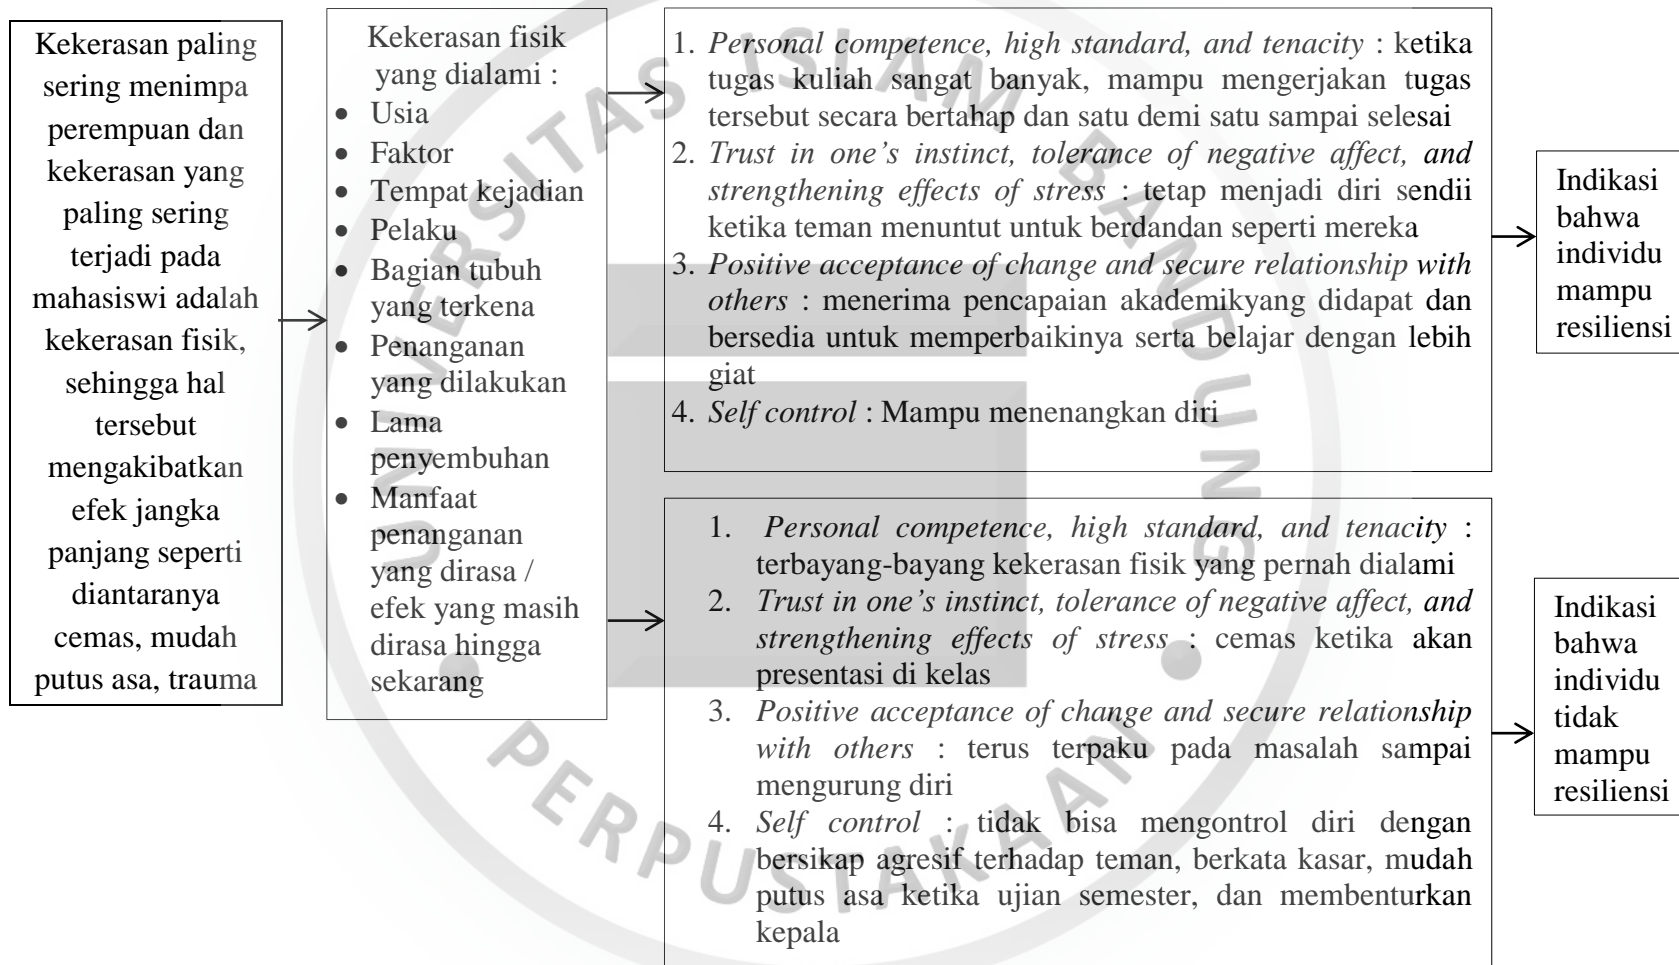 Kekerasan paling
sering menimpa
perempuan dan
kekerasan yang
paling sering
terjadi pada
mahasiswi adalah
kekerasan fisik,
sehingga hal
tersebut
mengakibatkan
efek jangka
panjang seperti
diantaranya
cemas, mudah
putus asa, trauma
Kekerasan fisik
yang dialami :
• Usia
• Faktor
• Tempat kejadian
• Pelaku
• Bagian tubuh
yang terkena
• Penanganan
yang dilakukan
• Lama
penyembuhan
• Manfaat
penanganan
yang dirasa /
efek yang masih
dirasa hingga
sekarang
1. Personal competence, high standard, and tenacity : ketika
tugas kuliah sangat banyak, mampu mengerjakan tugas
tersebut secara bertahap dan satu demi satu sampai selesai
2. Trust in one's instinct, tolerance of negative affect, and
strengthening effects of stress : tetap menjadi diri sendii
ketika teman menuntut untuk berdandan seperti mereka
3. Positive acceptance of change and secure relationship with
others : menerima pencapaian akademikyang didapat dan
bersedia untuk memperbaikinya serta belajar dengan lebih
giat
4. Self control : Mampu menenangkan diri
Indikasi
bahwa
individu
mampu
resiliensi
1. Personal competence, high standard, and tenacity :
terbayang-bayang kekerasan fisik yang pernah dialami
2. Trust in one's instinct, tolerance of negative affect, and
strengthening effects of stress : cemas ketika akan
presentasi di kelas
3. Positive acceptance of change and secure relationship
with others : terus terpaku pada masalah sampai
mengurung diri
4. Self control : tidak bisa mengontrol diri dengan
bersikap agresif terhadap teman, berkata kasar, mudah
putus asa ketika ujian semester, dan membenturkan
kepala
Indikasi
bahwa
individu
tidak
mampu
resiliensi
UNIVERSITAS ISLAM BANDUNG
PERPUSTAKAAN